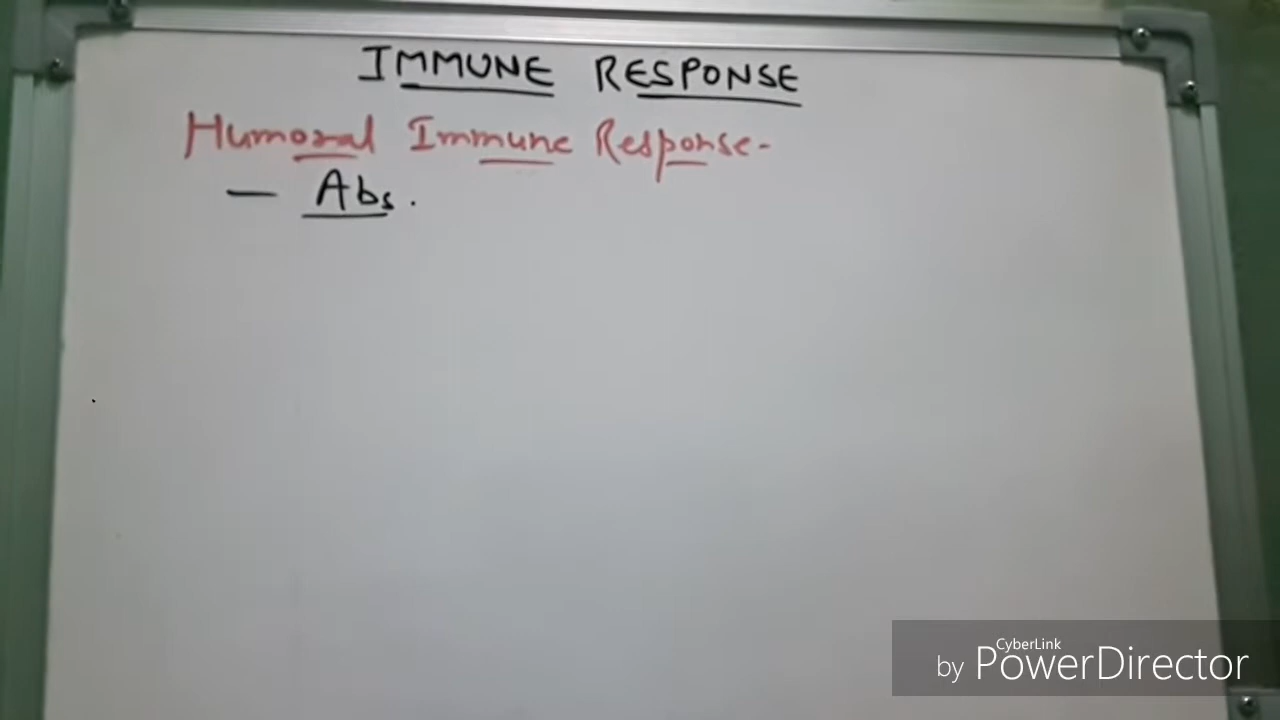 IMMUNE RESPONSE
Humoral Immune Response-
— Abs.
CyberLink
by PowerDirector